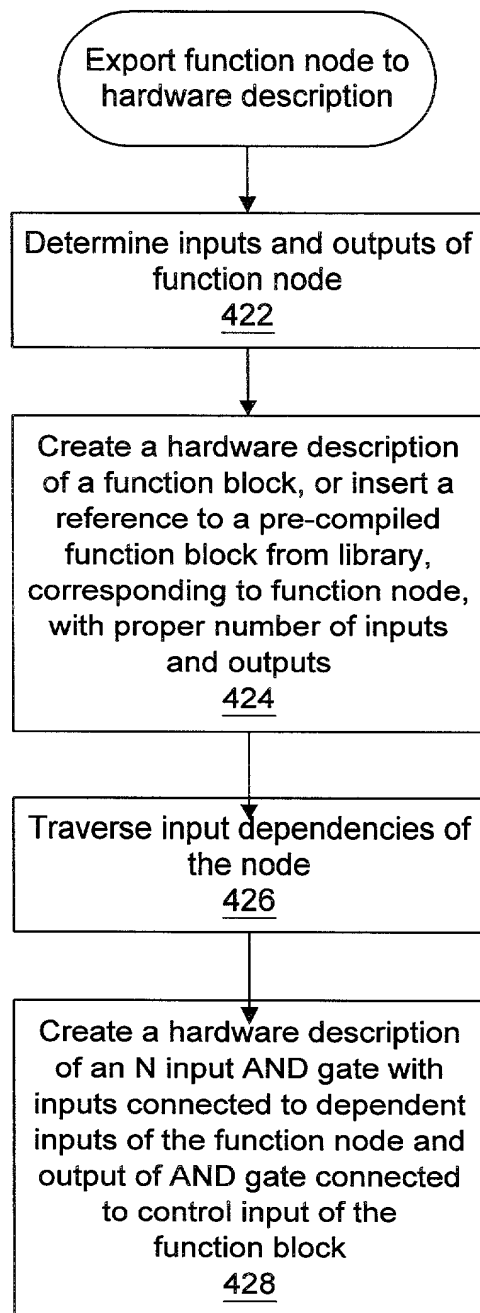 Export function node to
hardware description
Determine inputs and outputs of
function node
422
Create a hardware description
of a function block, or insert a
reference to a pre-compiled
function block from library,
corresponding to function node,
with proper number of inputs
and outputs
424
Traverse input dependencies of
the node
426
Create a hardware description
of an N input AND gate with
inputs connected to dependent
inputs of the function node and
output of AND gate connected
to control input of the
function block
428